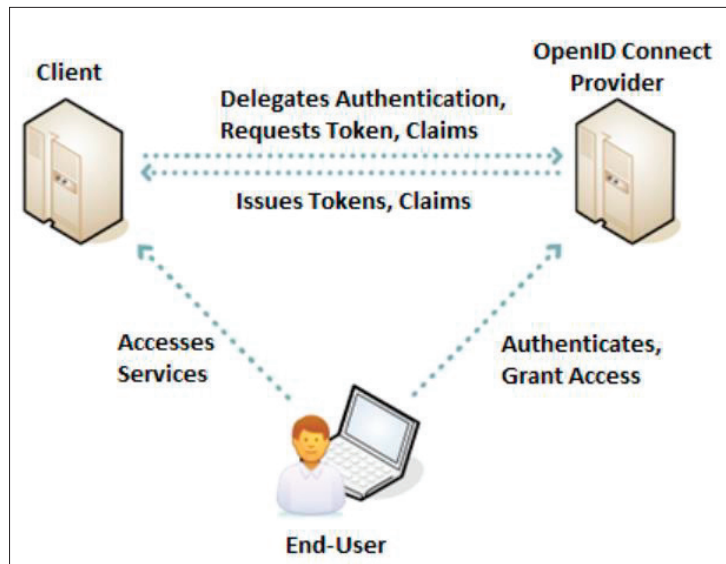 Client
OpenID Connect
Provider
Delegates Authentication,
Requests Token, Claims
Issues Tokens, Claims
Accesses
Services
Authenticates,
Grant Access
End-User